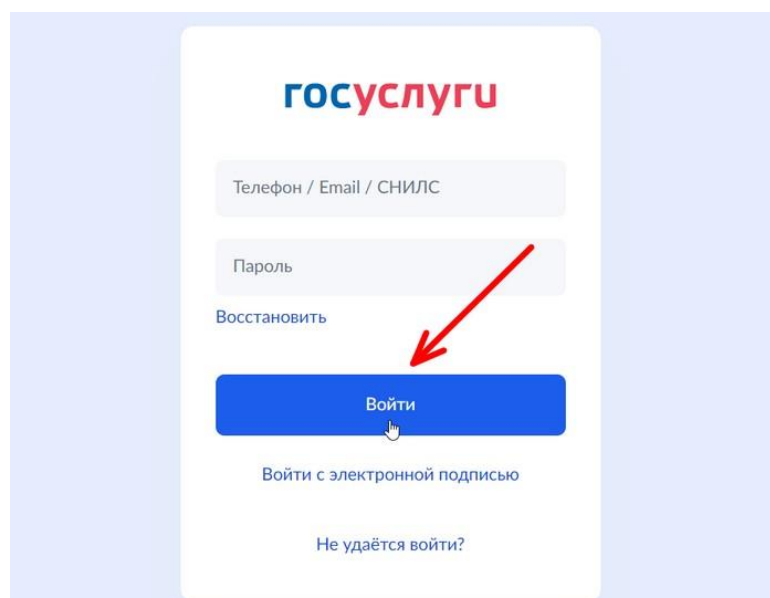 госуслуги
Телефон / Email / СНИЛС
Пароль
Восстановить
Войти
Войти с электронной подписью
Не удаётся войти?